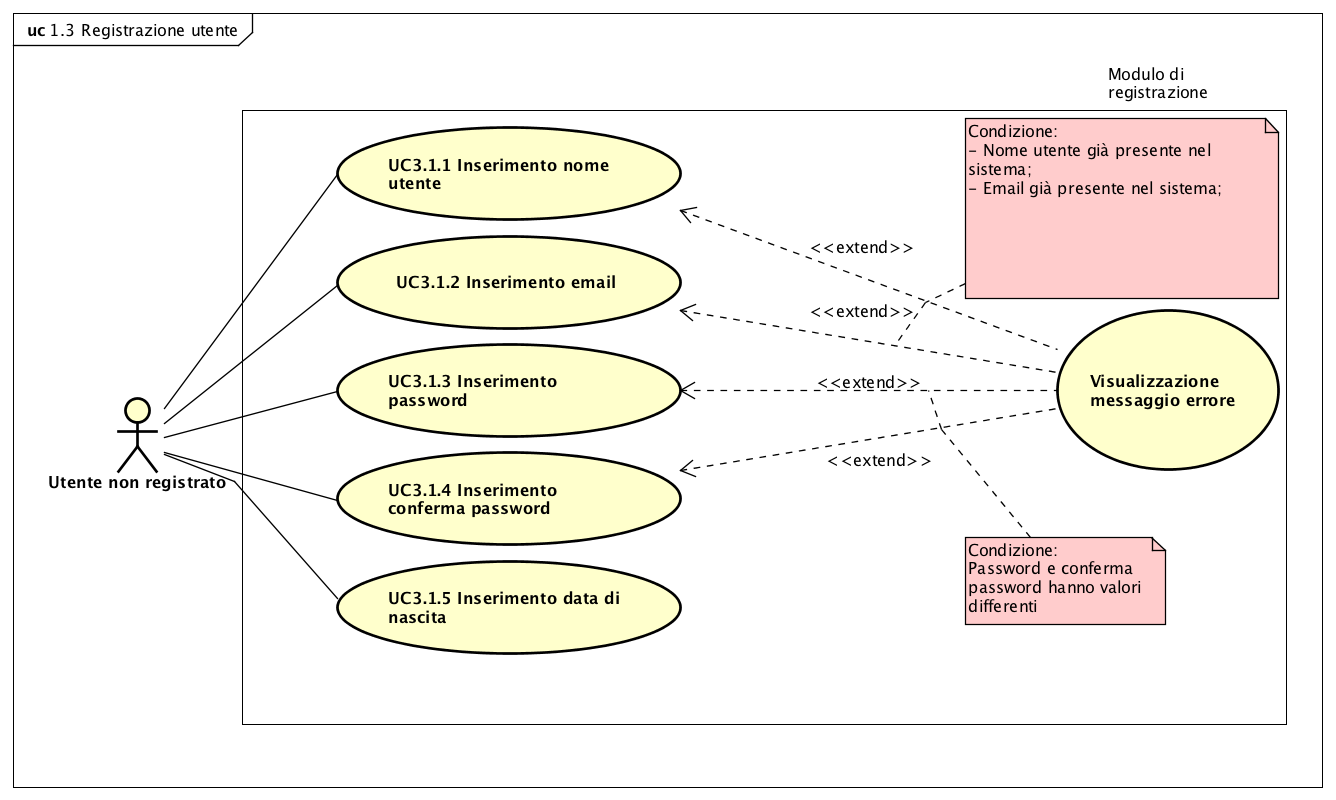 uc 1.3 Registrazione utente
Modulo di
registrazione
Condizione:
– Nome utente già presente nel
sistema;
– Email già presente nel sistema;
UC3.1.1 Inserimento nome
utente
<<extend>>
UC3.1.2 Inserimento email
<<extend>>
UC3.1.3 Inserimento
password
<<extend>>
Visualizzazione
messaggio errore
Utente non registrato
UC3.1.4 Inserimento
conferma password
<<extend>>
Condizione:
Password e conferma
password hanno valori
differenti
UC3.1.5 Inserimento data di
nascita